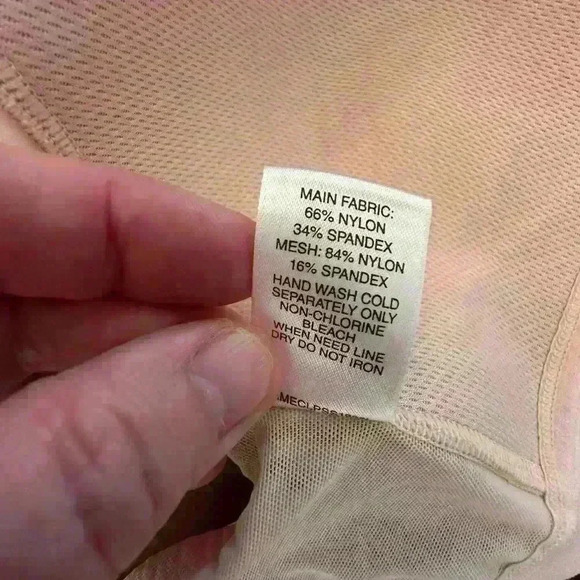 MAIN FABRIC:
66% NYLON
34% SPANDEX
MESH: 84% NYLON
16% SPANDEX
HAND WASH COLD
SEPARATELY ONLY
NON-CHLORINE
BLEACH
WHEN NEED LINE
DRY DO NOT IRON